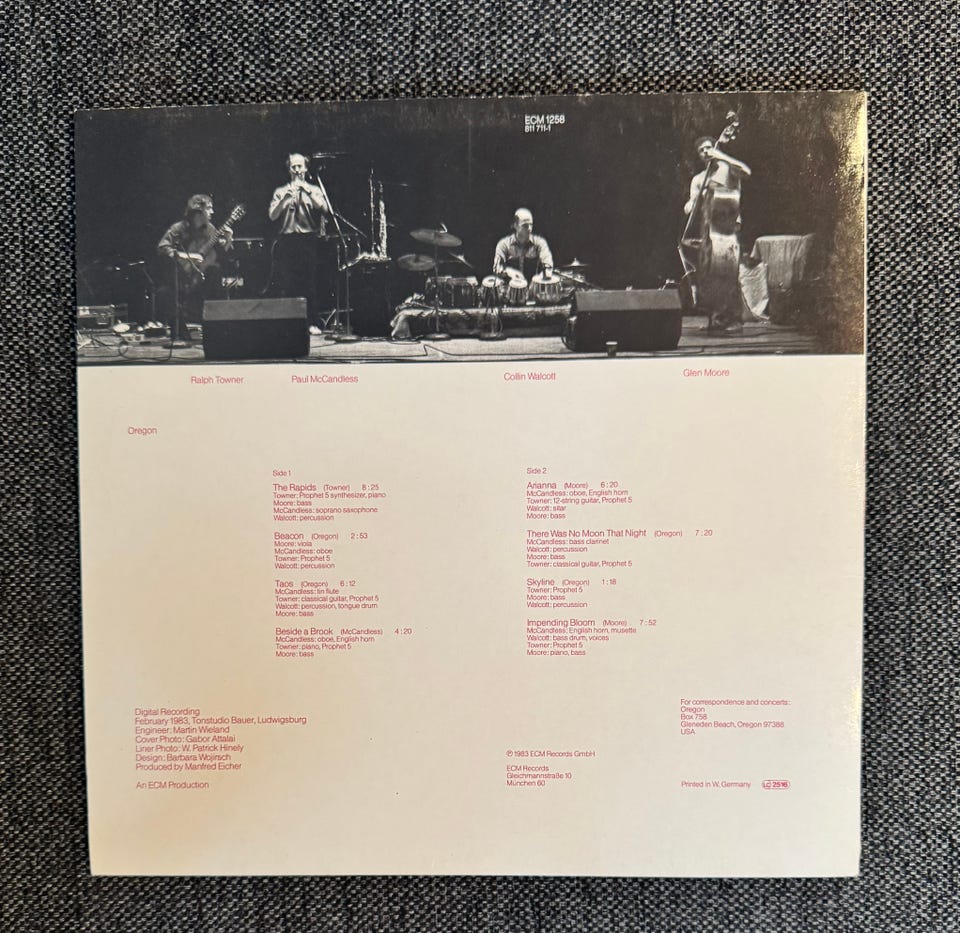 ECM 1258
811 711-1
Ralph Towner Paul McCandless Collin Walcott Glen Moore
Oregon
Side 1
The Rapids (Towner) 8:25
Towner: Prophet 5 synthesizer, piano
Moore: bass
McCandless: soprano saxophone
Walcott: percussion
Beacon (Oregon) 2:53
Moore: viola
McCandless: oboe
Towner: Prophet 5
Walcott: percussion
Taos (Oregon) 6:12
McCandless: tin flute
Towner: classical guitar, Prophet 5
Walcott: percussion, tongue drum
Moore: bass
Beside a Brook (McCandless) 4:20
McCandless: oboe, English horn
Towner: piano, Prophet 5
Moore: bass
Side 2
Arianna (Moore) 6:20
McCandless: oboe, English horn
Towner: 12-string guitar, Prophet 5
Walcott: sitar
Moore: bass
There Was No Moon That Night (Oregon) 7:20
McCandless: bass clarinet
Walcott: percussion
Moore: bass
Towner: classical guitar, Prophet 5
Skyline (Oregon) 1:18
Towner: Prophet 5
Moore: bass
Walcott: percussion
Impending Bloom (Moore) 7:52
McCandless: English horn, musette
Walcott: bass drum, voices
Towner: Prophet 5
Moore: piano, bass
Digital Recording
February 1983, Tonstudio Bauer, Ludwigsburg
Engineer: Martin Wieland
Cover Photo: Gabor Attalai
Liner Photo: W. Patrick Hinely
Design: Barbara Wojirsch
Produced by Manfred Eicher
An ECM Production
℗ 1983 ECM Records GmbH
ECM Records
Gleichmannstraße 10
München 60
For correspondence and concerts:
Oregon
Box 758
Gleneden Beach, Oregon 97388
USA
Printed in W. Germany LC 2516